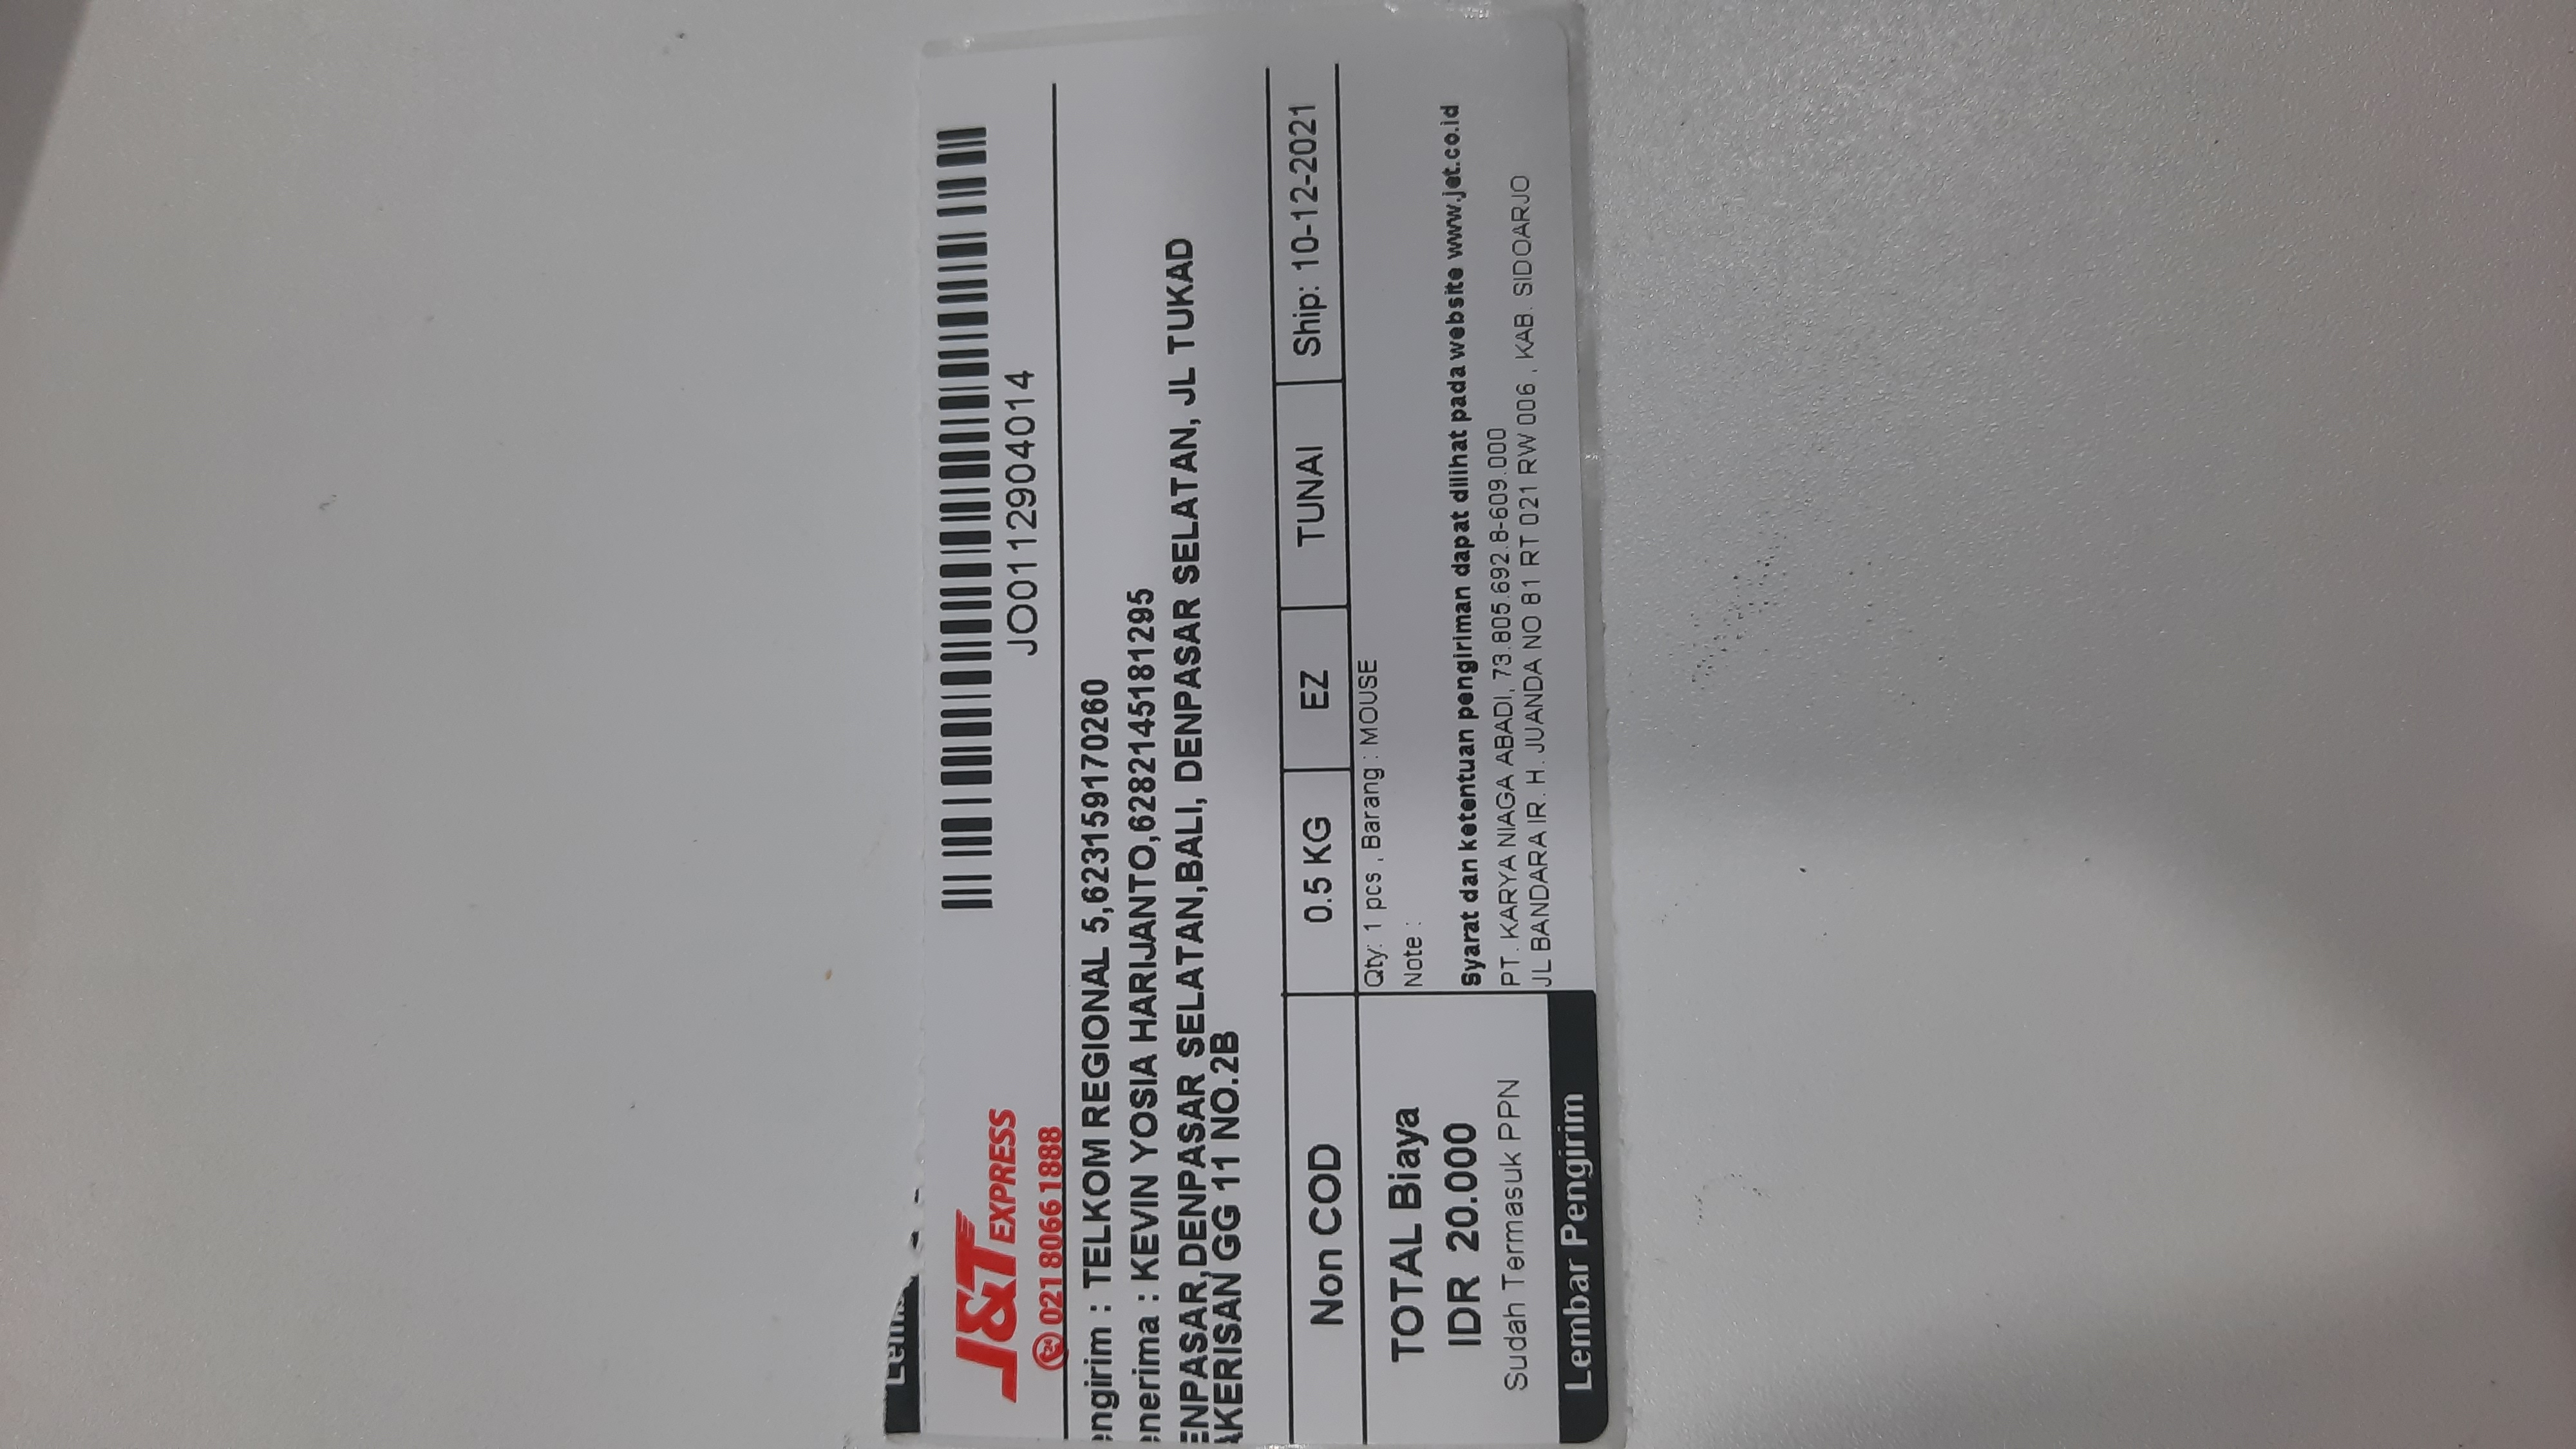 J&T EXPRESS
24 021 8066 1888
JO0112904014
engirim : TELKOM REGIONAL 5,623159170260
enerima : KEVIN YOSIA HARIJANTO,6282145181295
ENPASAR,DENPASAR SELATAN,BALI, DENPASAR SELATAN, JL TUKAD
AKERISAN GG 11 NO.2B
Non COD 0.5 KG EZ TUNAI Ship: 10-12-2021
TOTAL Biaya
IDR 20.000
Sudah Termasuk PPN
Lembar Pengirim
Qty: 1 pcs , Barang : MOUSE
Note :
Syarat dan ketentuan pengiriman dapat dilihat pada website www.jet.co.id
PT. KARYA NIAGA ABADI, 73.805.692.8-609.000
JL BANDARA IR. H. JUANDA NO 81 RT 021 RW 006 , KAB. SIDOARJO